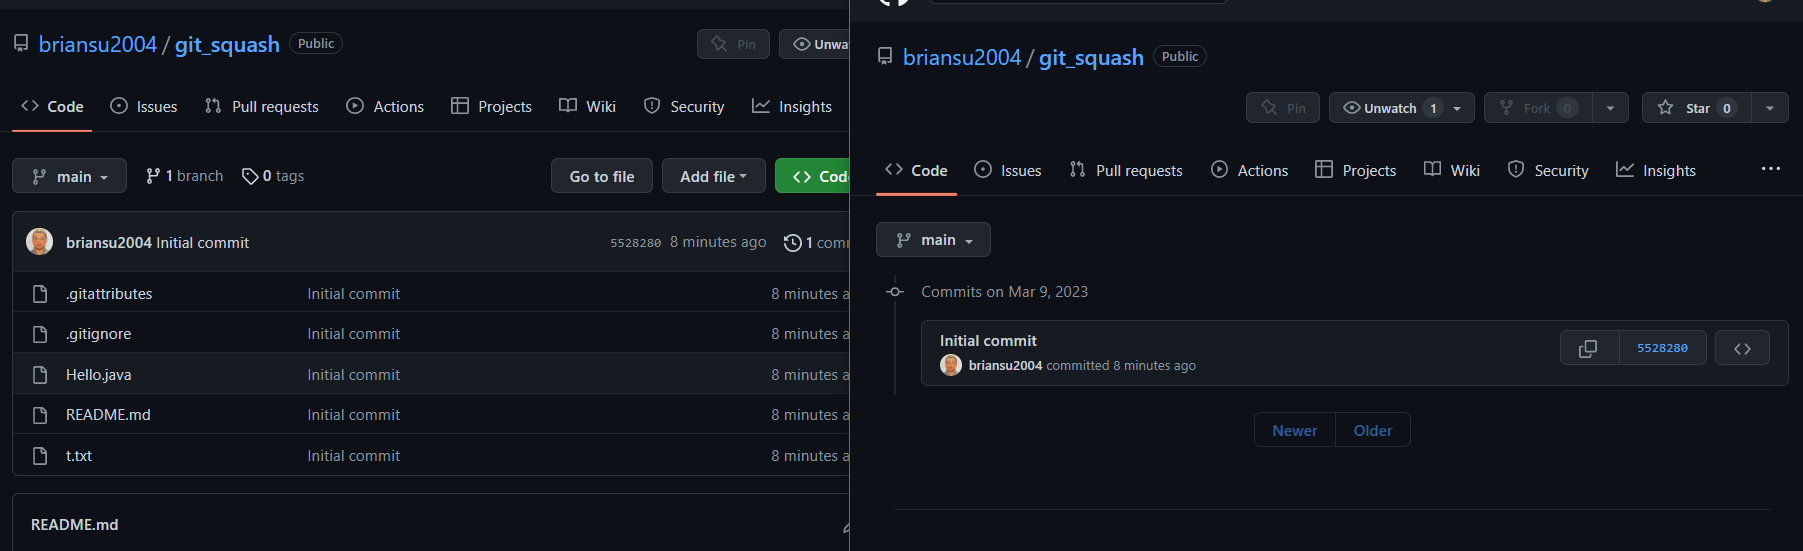 briansu2004 / git_squash Public
Pin
Unwa
Code
Issues
Pull requests
Actions
Projects
Wiki
Security
Insights
main
1 branch
0 tags
Go to file
Add file
Cod
briansu2004 Initial commit
5528280 8 minutes ago
1 comm
.gitattributes Initial commit 8 minutes a
.gitignore Initial commit 8 minutes a
Hello.java Initial commit 8 minutes a
README.md Initial commit 8 minutes a
t.txt Initial commit 8 minutes a
README.md
briansu2004 / git_squash Public
Pin
Unwatch 1
Fork 0
Star 0
Code
Issues
Pull requests
Actions
Projects
Wiki
Security
Insights
main
Commits on Mar 9, 2023
Initial commit
briansu2004 committed 8 minutes ago
5528280
Newer
Older